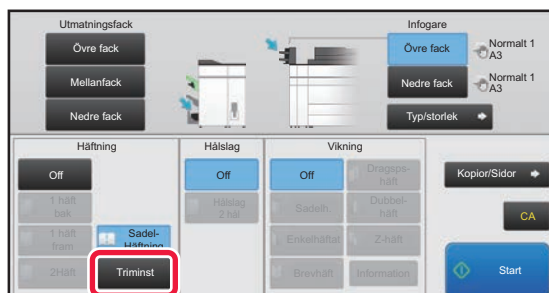 Utmatningsfack
Övre fack
Mellanfack
Nedre fack
Infogare
Övre fack
Normalt 1
A3
Nedre fack
Normalt 1
A3
Typ/storlek
Häftning
Off
1 häft
bak
1 häft
fram
2Häft
Sadel-
Häftning
Triminst
Hålslag
Off
Hålslag
2 hål
Vikning
Off
Sadelh.
Enkelhäftat
Brevhäft
Dragsps-
häft
Dubbel-
häft
Z-häft
Information
Kopior/Sidor
CA
Start